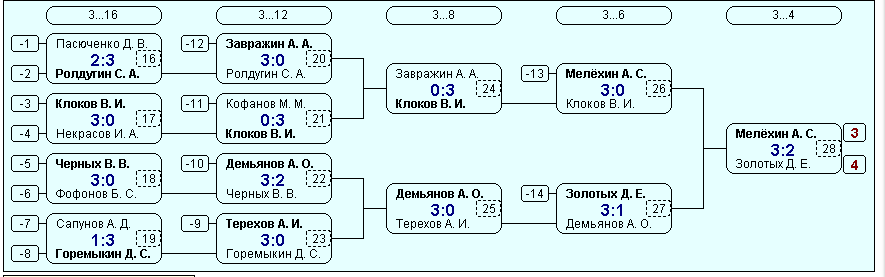 3...16
3...12
3...8
3...6
3...4
-1
Пасюченко Д. В.
2:3
16
-2
Ролдугин С. А.
-3
Клоков В. И.
3:0
17
-4
Некрасов И. А.
-5
Черных В. В.
3:0
18
-6
Фофонов Б. С.
-7
Сапунов А. Д.
1:3
19
-8
Горемыкин Д. С.
-12
Завражин А. А.
3:0
20
Ролдугин С. А.
-11
Кофанов М. М.
0:3
21
Клоков В. И.
-10
Демьянов А. О.
3:2
22
Черных В. В.
-9
Терехов А. И.
3:0
23
Горемыкин Д. С.
Завражин А. А.
0:3
24
Клоков В. И.
Демьянов А. О.
3:0
25
Терехов А. И.
-13
Мелёхин А. С.
3:0
26
Клоков В. И.
-14
Золотых Д. Е.
3:1
27
Демьянов А. О.
Мелёхин А. С.
3:2
28
Золотых Д. Е.
3
4